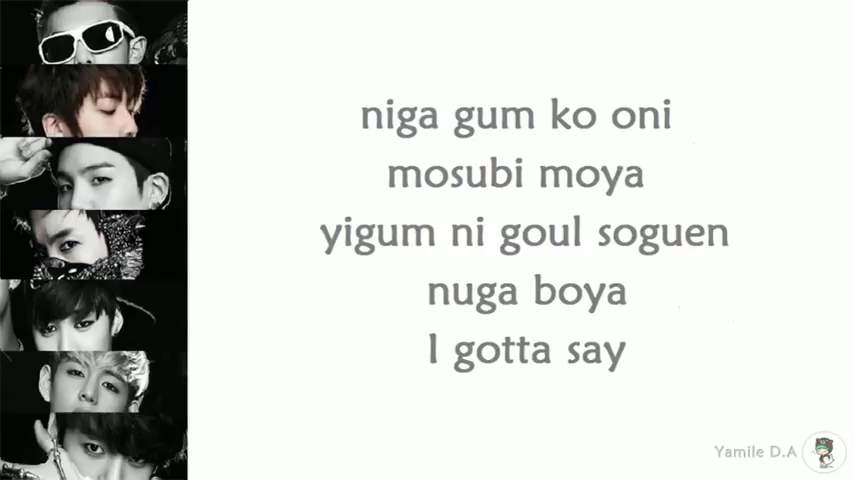 niga gum ko oni
mosubi moya
yigum ni goul soguen
nuga boya
I gotta say
Yamile D.A